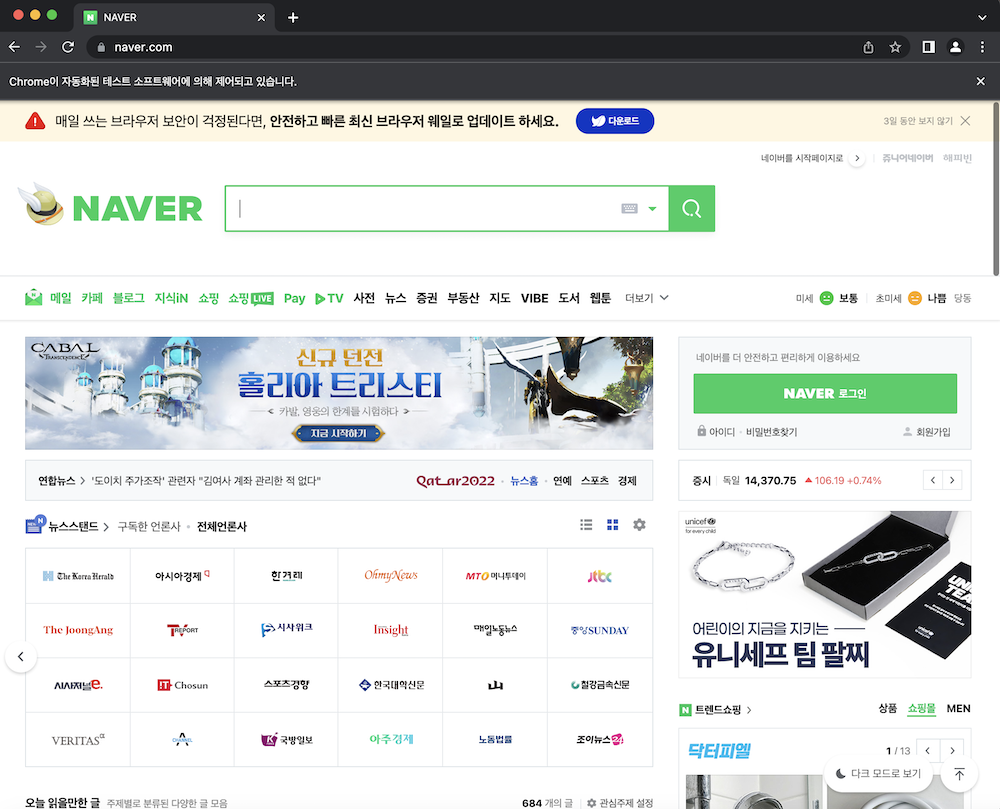 NAVER
naver.com
Chrome이 자동화된 테스트 소프트웨어에 의해 제어되고 있습니다.
매일 쓰는 브라우저 보안이 걱정된다면, 안전하고 빠른 최신 브라우저 웨일로 업데이트 하세요. 다운로드 3일 동안 보지 않기
네이버를 시작페이지로 쥬니어네이버 해피빈
NAVER
메일 카페 블로그 지식iN 쇼핑 쇼핑LIVE Pay TV 사전 뉴스 증권 부동산 지도 VIBE 도서 웹툰 더보기 미세 보통 초미세 나쁨 당동
CABAL
신규 던전
홀리아 트리스티
카발, 영웅의 한계를 시험하다
지금 시작하기
네이버를 더 안전하고 편리하게 이용하세요
NAVER 로그인
아이디 · 비밀번호찾기 회원가입
연합뉴스 > '도이치 주가조작' 관련자 "김여사 계좌 관리한 적 없다" Qatar2022 · 뉴스홈 · 연예 스포츠 경제
증시 독일 14,370.75 ▲ 106.19 +0.74%
뉴스스탠드 > 구독한 언론사 · 전체언론사
The Korea Herald 아시아경제 한겨레 OhmyNews MTO 머니투데이 jtbc
The JoongAng TVREPORT 시사위크 Insight 매일노동뉴스 중앙SUNDAY
시사저널e. IT Chosun 스포츠경향 한국대학신문 철강금속신문
VERITASα CHANNEL 국방일보 아주경제 노동법률 조이뉴스24
unicef
for every child
어린이의 지금을 지키는
유니세프 팀 팔찌
트렌드쇼핑 > 상품 쇼핑몰 MEN
닥터피엘 1 / 13
다크 모드로 보기
오늘 읽을만한 글 주제별로 분류된 다양한 글 모음 684 개의 글 관심주제 설정